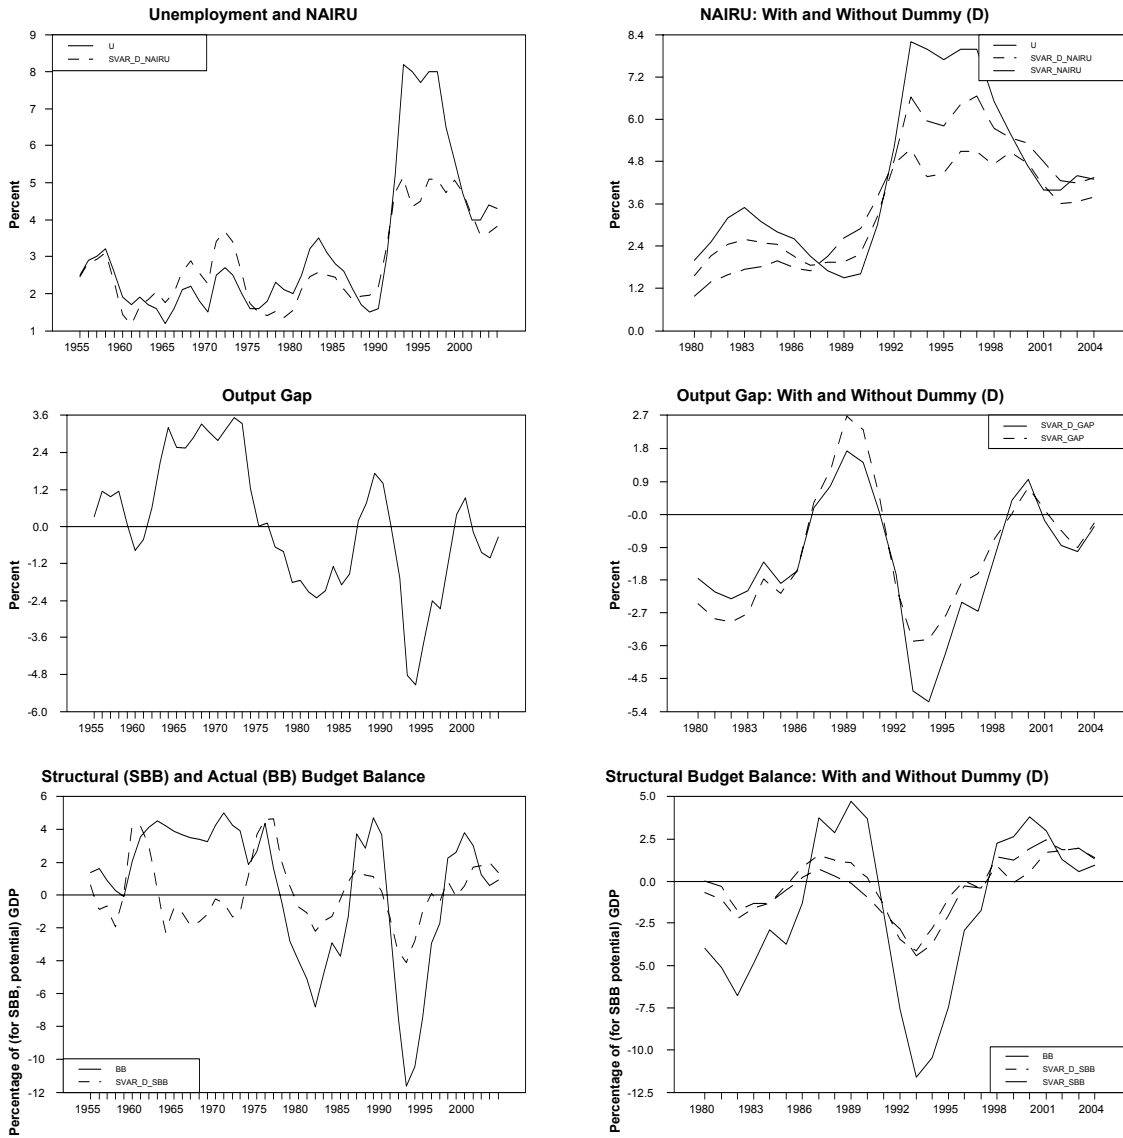 Unemployment and NAIRU
Percent
9
8
7
6
5
4
3
2
1
U
SVAR_D_NAIRU
1955 1960 1965 1970 1975 1980 1985 1990 1995 2000
NAIRU: With and Without Dummy (D)
Percent
8.4
7.2
6.0
4.8
3.6
2.4
1.2
0.0
U
SVAR_D_NAIRU
SVAR_NAIRU
1980 1983 1986 1989 1992 1995 1998 2001 2004
Output Gap
Percent
3.6
2.4
1.2
0.0
-1.2
-2.4
-3.6
-4.8
-6.0
1955 1960 1965 1970 1975 1980 1985 1990 1995 2000
Output Gap: With and Without Dummy (D)
Percent
2.7
1.8
0.9
-0.0
-0.9
-1.8
-2.7
-3.6
-4.5
-5.4
SVAR_D_GAP
SVAR_GAP
1980 1983 1986 1989 1992 1995 1998 2001 2004
Structural (SBB) and Actual (BB) Budget Balance
Percentage of (for SBB, potential) GDP
6
4
2
0
-2
-4
-6
-8
-10
-12
BB
SVAR_D_SBB
1955 1960 1965 1970 1975 1980 1985 1990 1995 2000
Structural Budget Balance: With and Without Dummy (D)
Percentage of (for SBB potential) GDP
5.0
2.5
0.0
-2.5
-5.0
-7.5
-10.0
-12.5
BB
SVAR_D_SBB
SVAR_SBB
1980 1983 1986 1989 1992 1995 1998 2001 2004